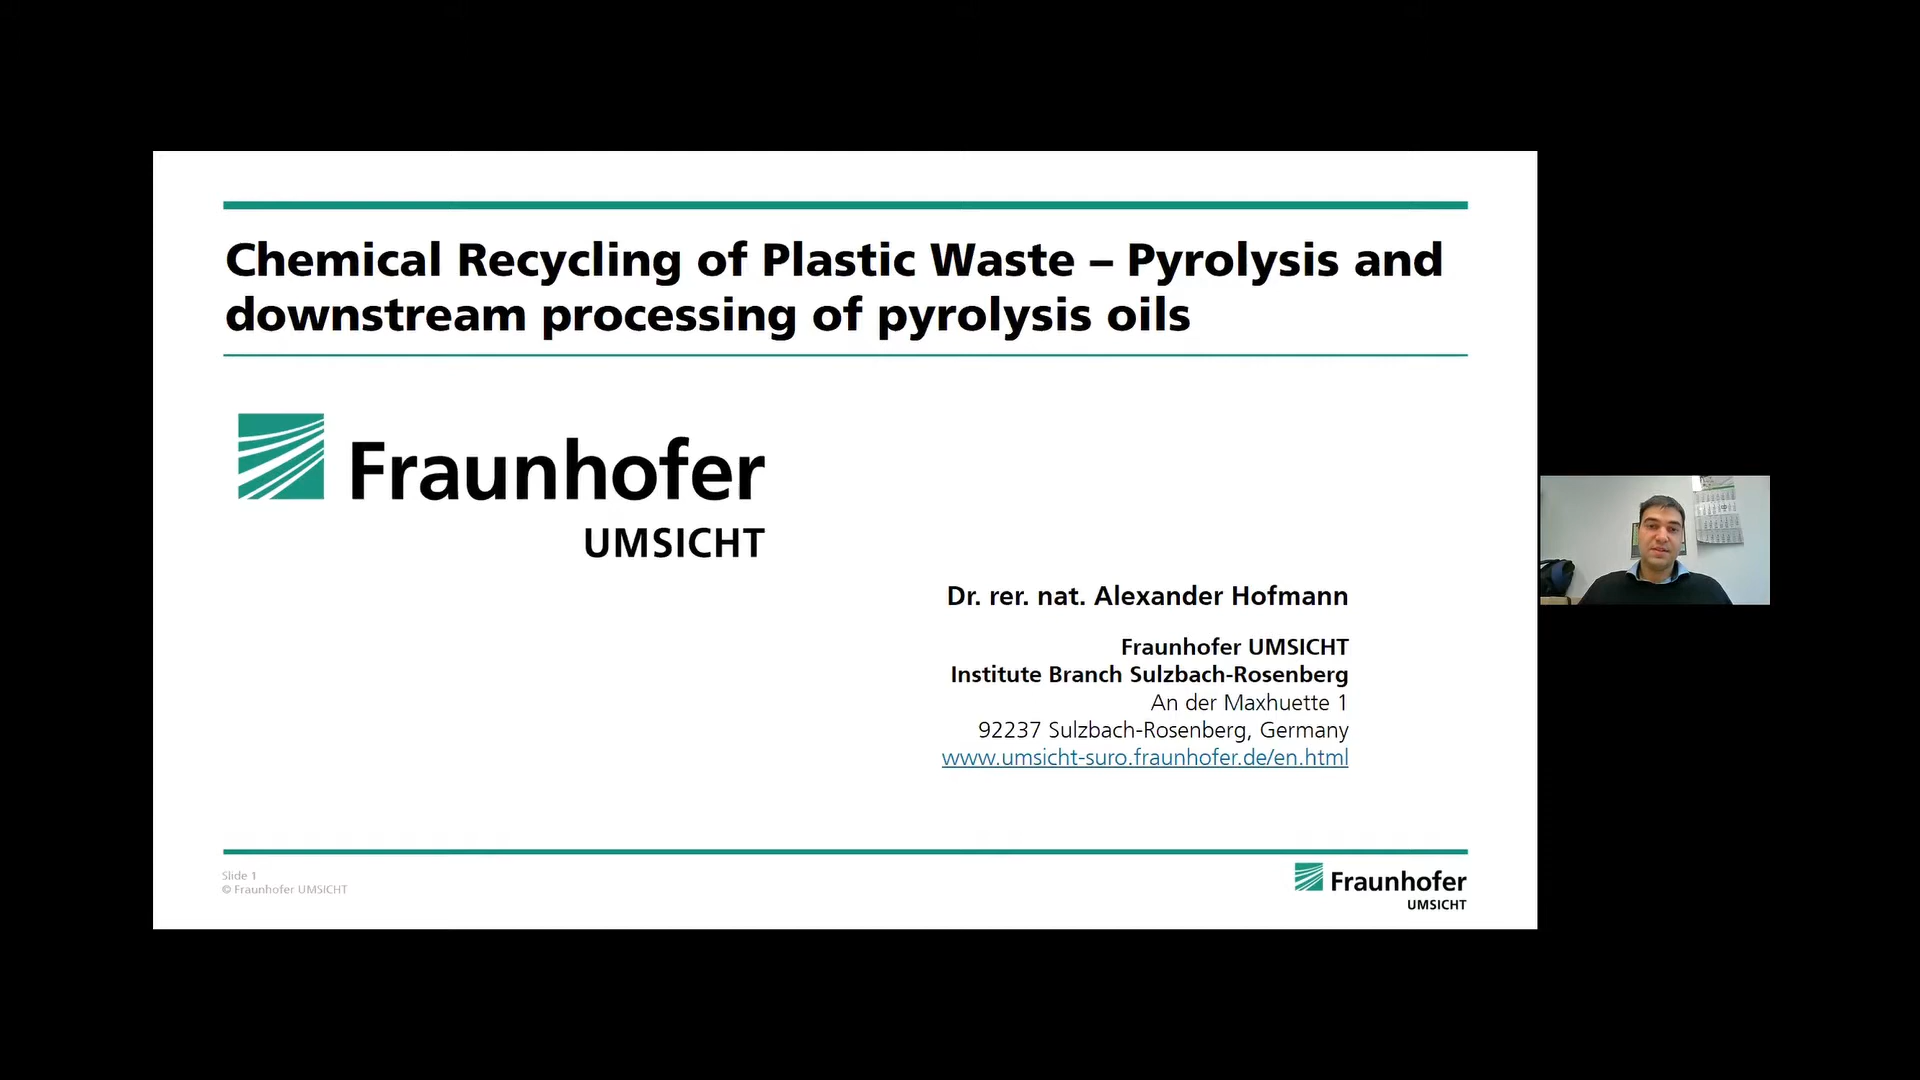 Chemical Recycling of Plastic Waste – Pyrolysis and
downstream processing of pyrolysis oils
Fraunhofer
UMSICHT
Dr. rer. nat. Alexander Hofmann
Fraunhofer UMSICHT
Institute Branch Sulzbach-Rosenberg
An der Maxhuette 1
92237 Sulzbach-Rosenberg, Germany
www.umsicht-suro.fraunhofer.de/en.html
Slide 1
© Fraunhofer UMSICHT
Fraunhofer
UMSICHT